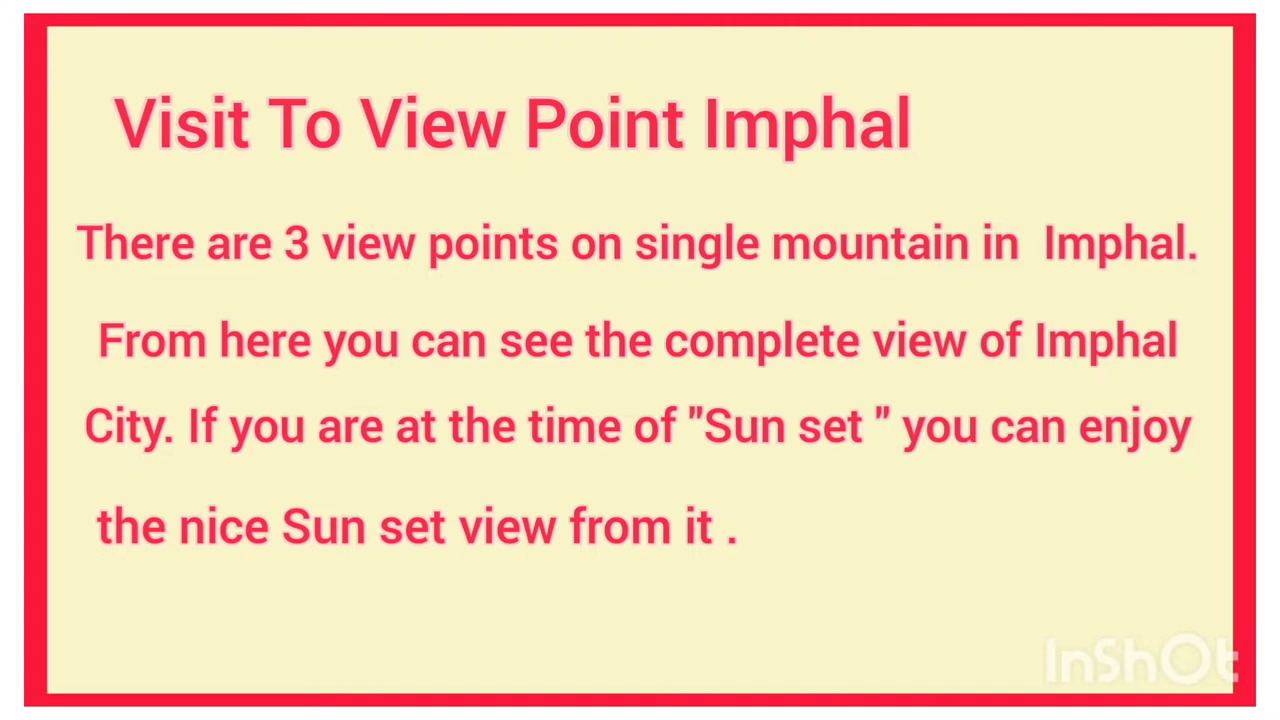 Visit To View Point Imphal
There are 3 view points on single mountain in Imphal.
From here you can see the complete view of Imphal
City. If you are at the time of "Sun set " you can enjoy
the nice Sun set view from it .
InShOt